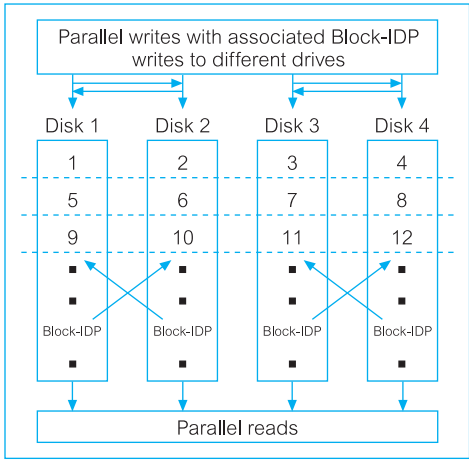 Parallel writes with associated Block-IDP
writes to different drives
Disk 1 Disk 2 Disk 3 Disk 4
1 2 3 4
5 6 7 8
9 10 11 12
Block-IDP Block-IDP Block-IDP Block-IDP
Parallel reads